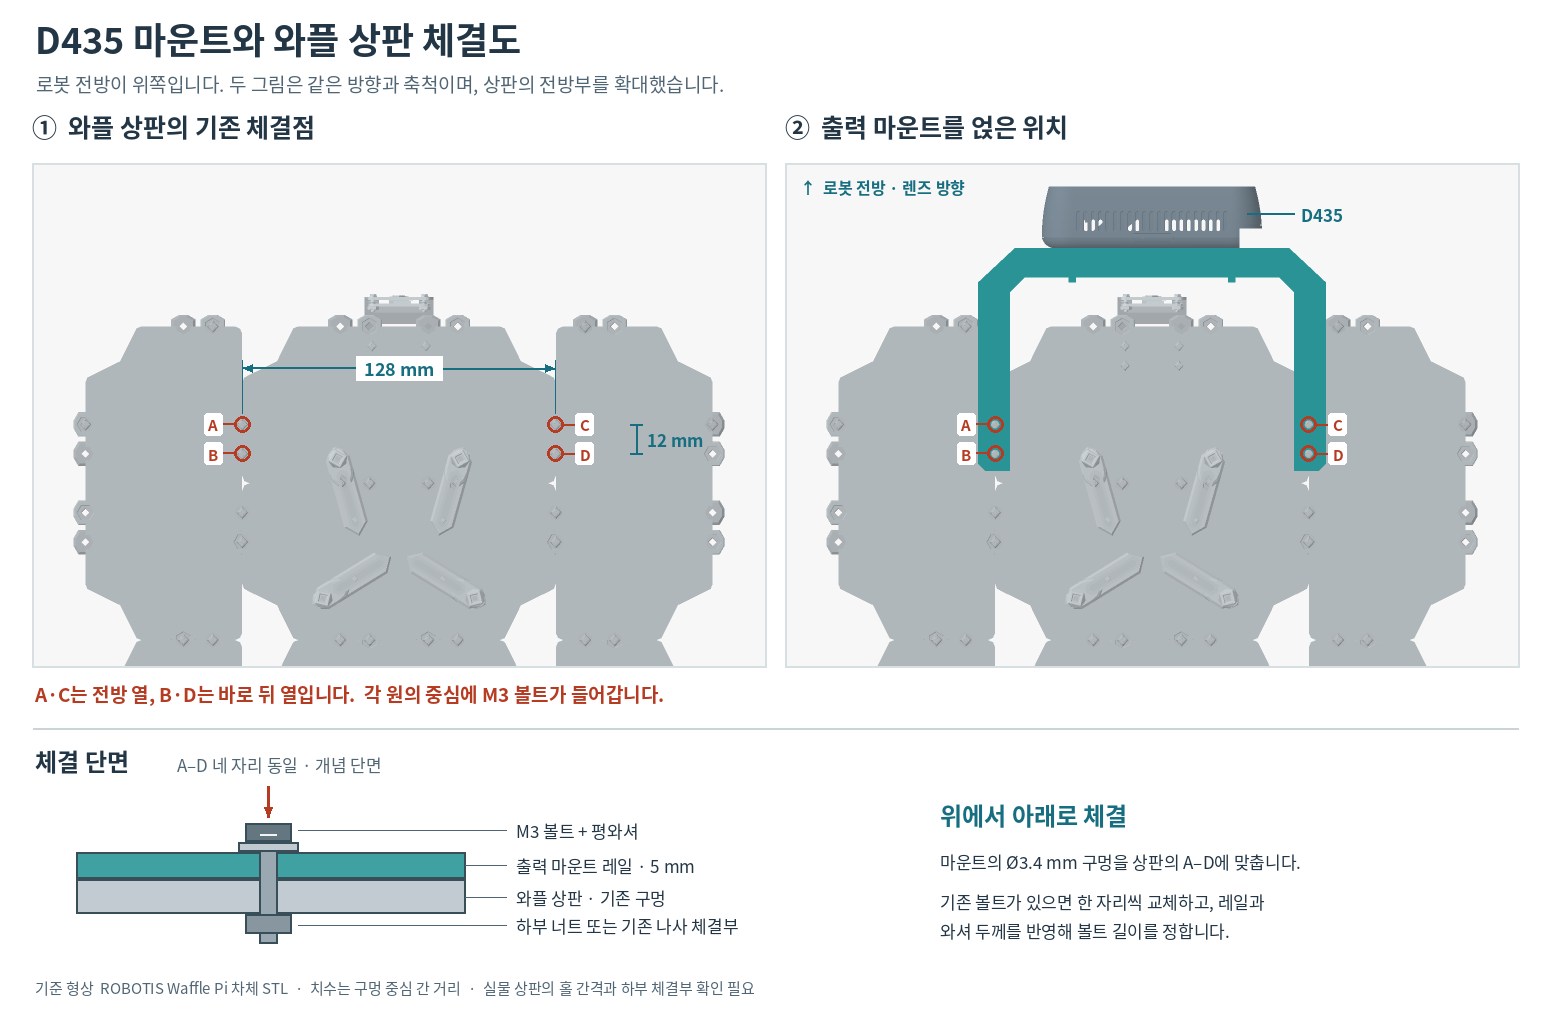 D435 마운트와 와플 상판 체결도
로봇 전방이 위쪽입니다. 두 그림은 같은 방향과 축척이며, 상판의 전방부를 확대했습니다.
① 와플 상판의 기존 체결점
128 mm
A
B
C
D
12 mm
② 출력 마운트를 얹은 위치
↑ 로봇 전방 · 렌즈 방향
D435
A
B
C
D
A·C는 전방 열, B·D는 바로 뒤 열입니다. 각 원의 중심에 M3 볼트가 들어갑니다.
체결 단면
A–D 네 자리 동일 · 개념 단면
M3 볼트 + 평와셔
출력 마운트 레일 · 5 mm
와플 상판 · 기존 구멍
하부 너트 또는 기존 나사 체결부
위에서 아래로 체결
마운트의 Ø3.4 mm 구멍을 상판의 A–D에 맞춥니다.
기존 볼트가 있으면 한 자리씩 교체하고, 레일과
와셔 두께를 반영해 볼트 길이를 정합니다.
기준 형상 ROBOTIS Waffle Pi 차체 STL · 치수는 구멍 중심 간 거리 · 실물 상판의 홀 간격과 하부 체결부 확인 필요